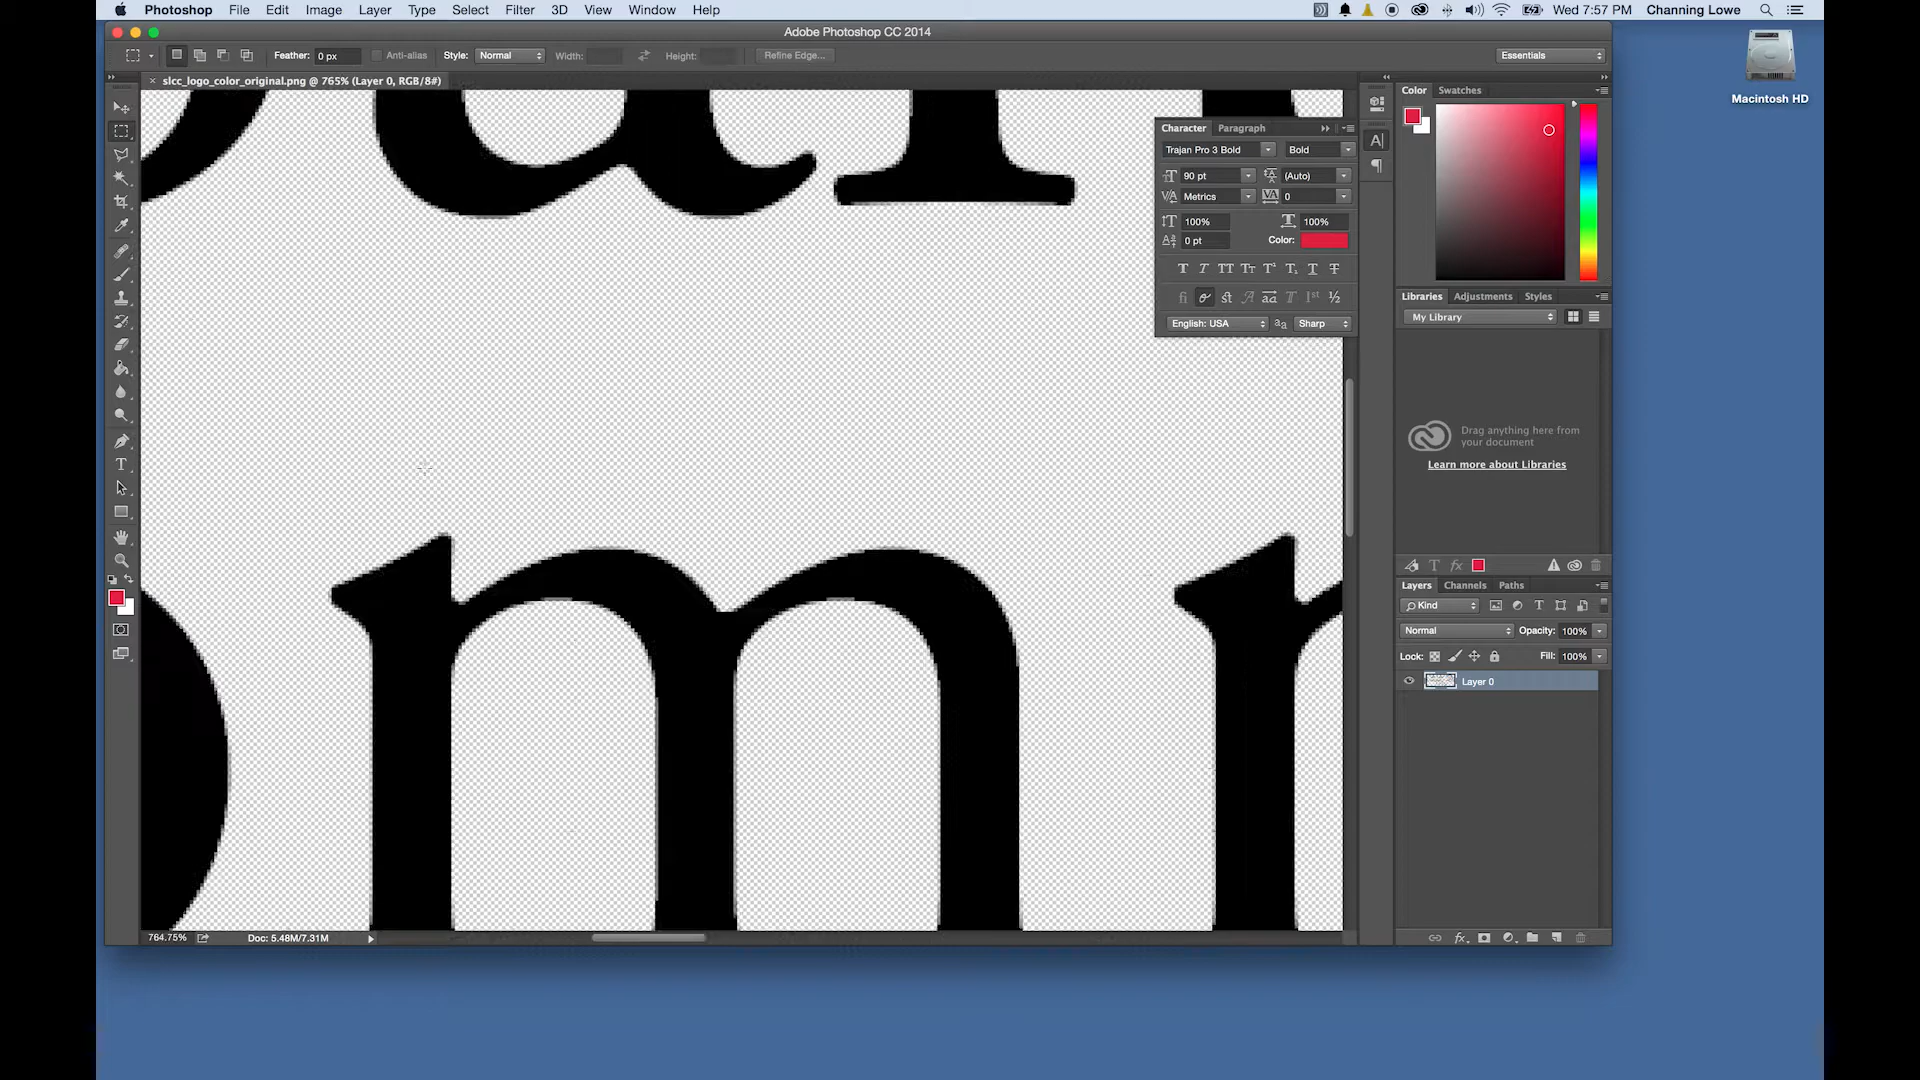 Photoshop File Edit Image Layer Type Select Filter 3D View Window Help Wed 7:57 PM Channing Lowe
Adobe Photoshop CC 2014
Feather: 0 px Anti-alias Style: Normal Width: Height: Refine Edge... Essentials
slcc_logo_color_original.png @ 765% (Layer 0, RGB/8#)
Macintosh HD
Color Swatches
Character Paragraph
Trajan Pro 3 Bold Bold
90 pt (Auto)
Metrics 0
100% 100%
0 pt Color:
English: USA Sharp
Libraries Adjustments Styles
My Library
Drag anything here from
your document
Learn more about Libraries
Layers Channels Paths
Kind
Normal Opacity: 100%
Lock: Fill: 100%
Layer 0
m
764.75% Doc: 5.48M/7.31M